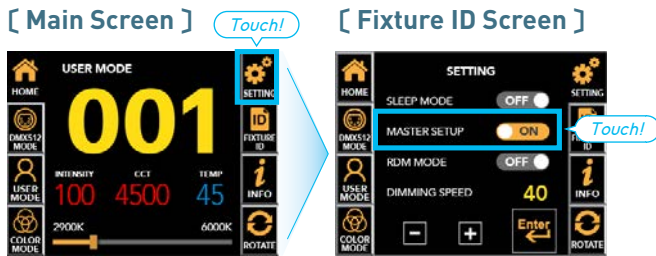 〔 Main Screen 〕
Touch!
〔 Fixture ID Screen 〕
HOME
DMX512
MODE
USER
MODE
COLOR
MODE
USER MODE
001
INTENSITY CCT TEMP
100 4500 45
2900K 6000K
SETTING
ID
FIXTURE
ID
i
INFO
ROTATE
HOME
DMX512
MODE
USER
MODE
COLOR
MODE
SETTING
SLEEP MODE OFF
MASTER SETUP ON
RDM MODE OFF
DIMMING SPEED 40
- + Enter
SETTING
Touch!
ID
i
INFO
ROTATE